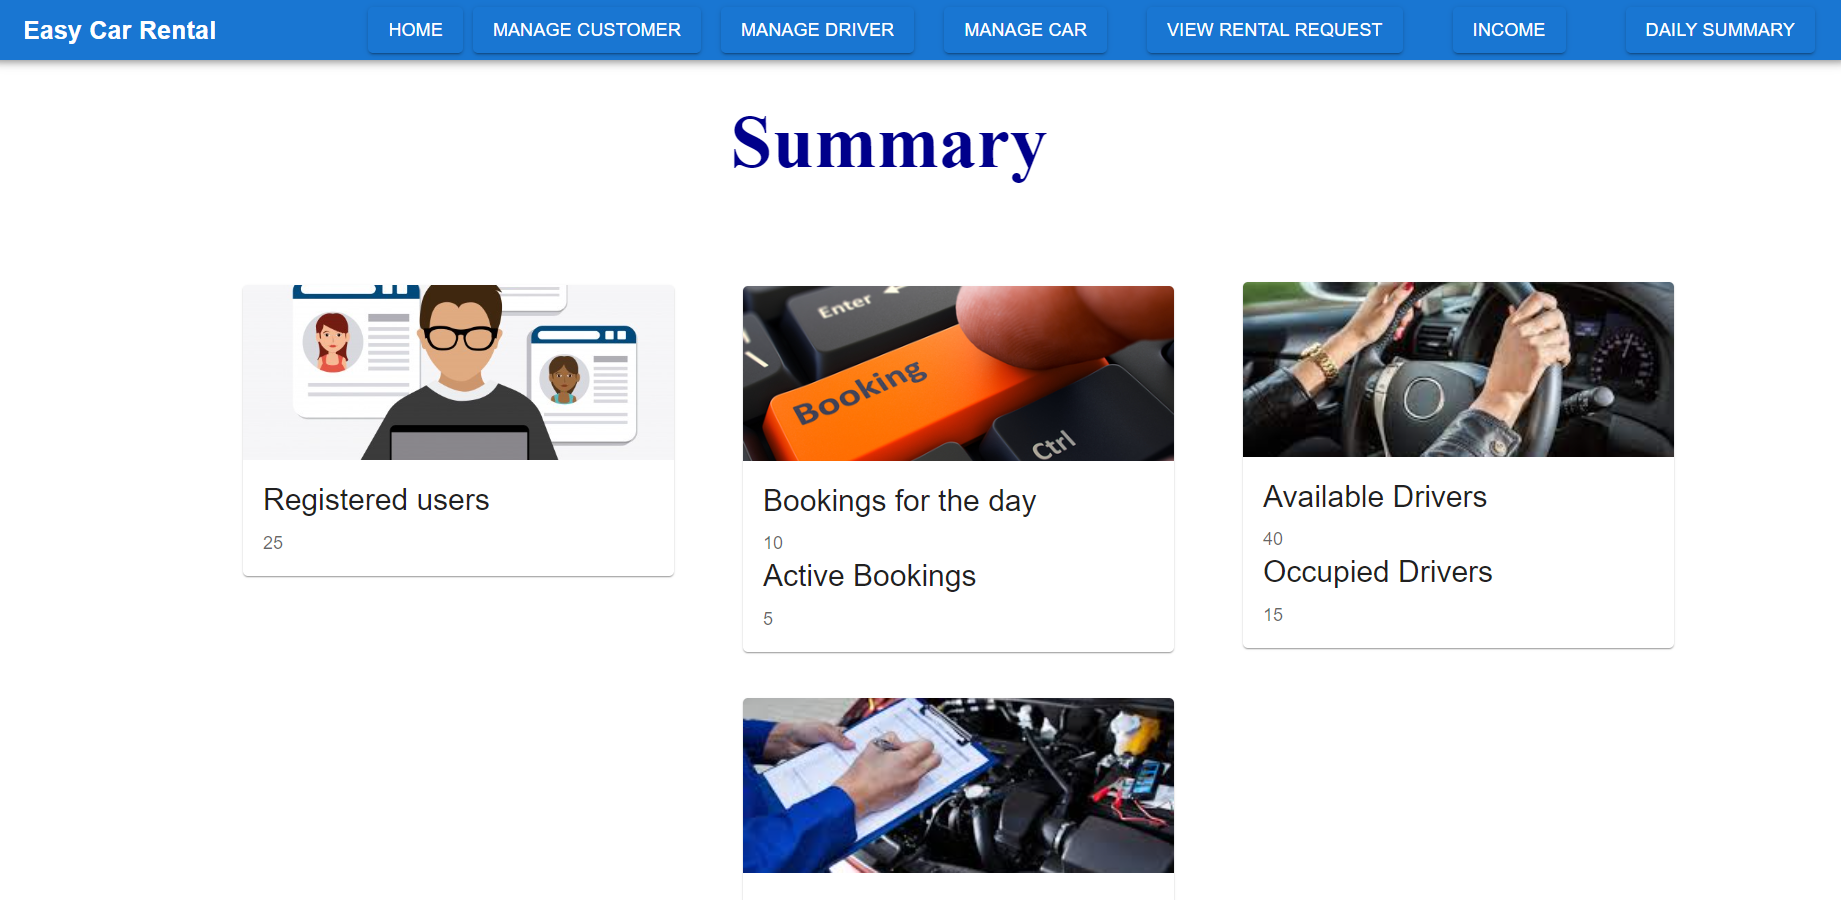 Easy Car Rental
HOME
MANAGE CUSTOMER
MANAGE DRIVER
MANAGE CAR
VIEW RENTAL REQUEST
INCOME
DAILY SUMMARY
Summary
Enter
Booking
Ctrl
Registered users
25
Bookings for the day
10
Active Bookings
5
Available Drivers
40
Occupied Drivers
15